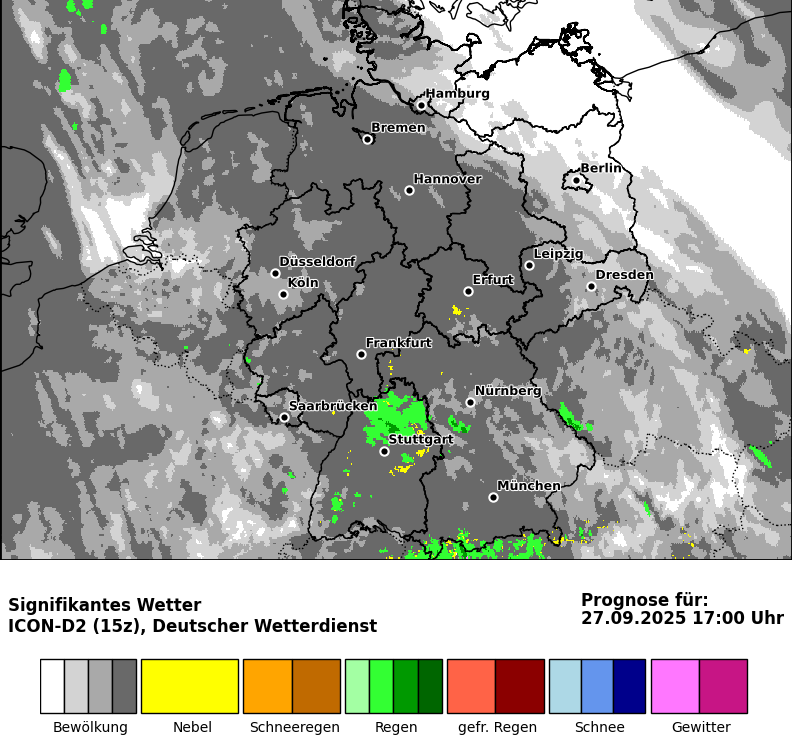 Hamburg
Bremen
Berlin
Hannover
Leipzig
Düsseldorf
Dresden
Köln
Erfurt
Frankfurt
Nürnberg
Saarbrücken
Stuttgart
München
Signifikantes Wetter
ICON-D2 (15z), Deutscher Wetterdienst
Prognose für:
27.09.2025 17:00 Uhr
Bewölkung Nebel Schneeregen Regen gefr. Regen Schnee Gewitter